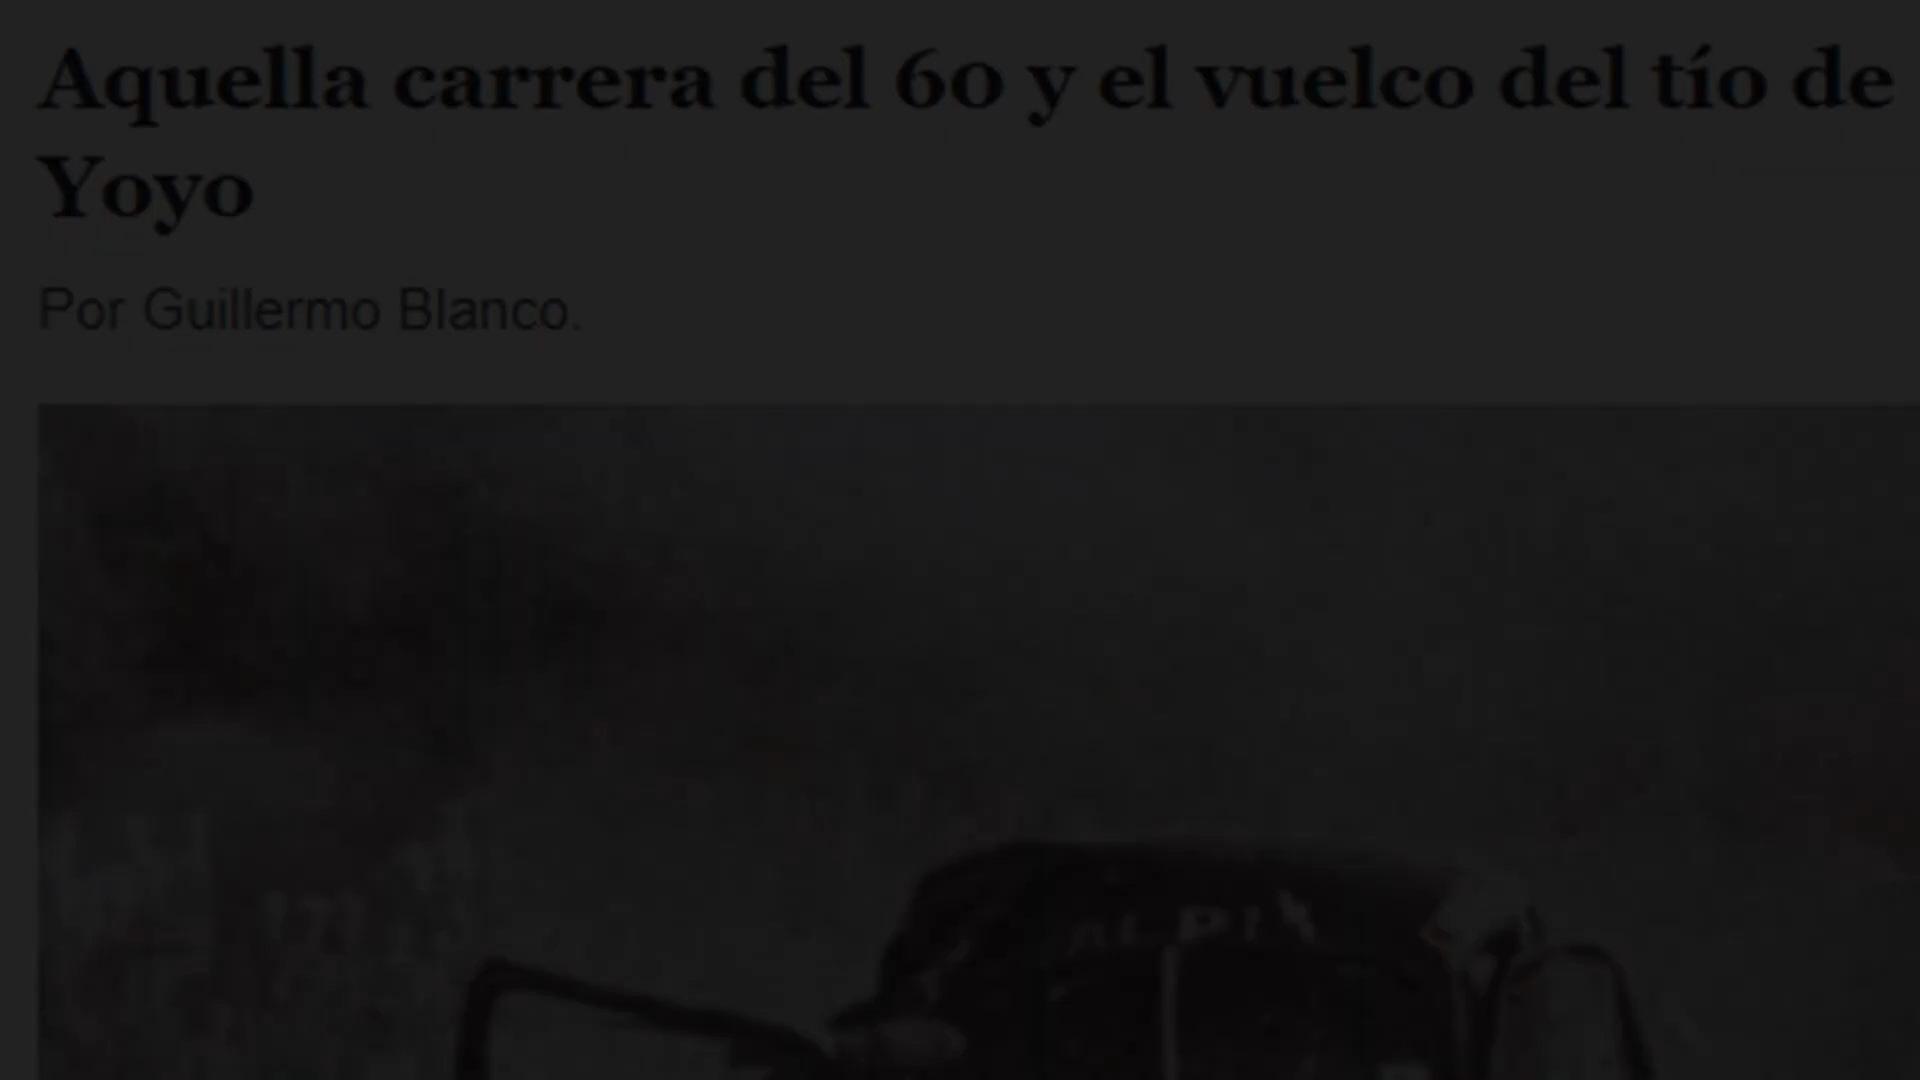 Aquella carrera del 60 y el vuelco del tío de
Yoyo
Por Guillermo Blanco.